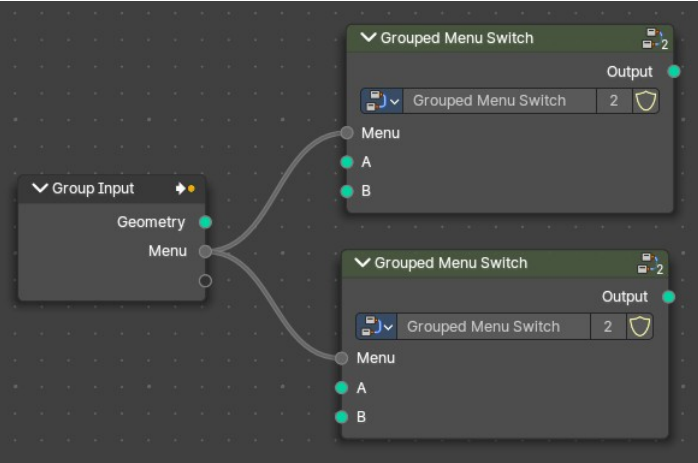 Grouped Menu Switch
2
Output
Grouped Menu Switch 2
Menu
A
B
Group Input
Geometry
Menu
Grouped Menu Switch
2
Output
Grouped Menu Switch 2
Menu
A
B